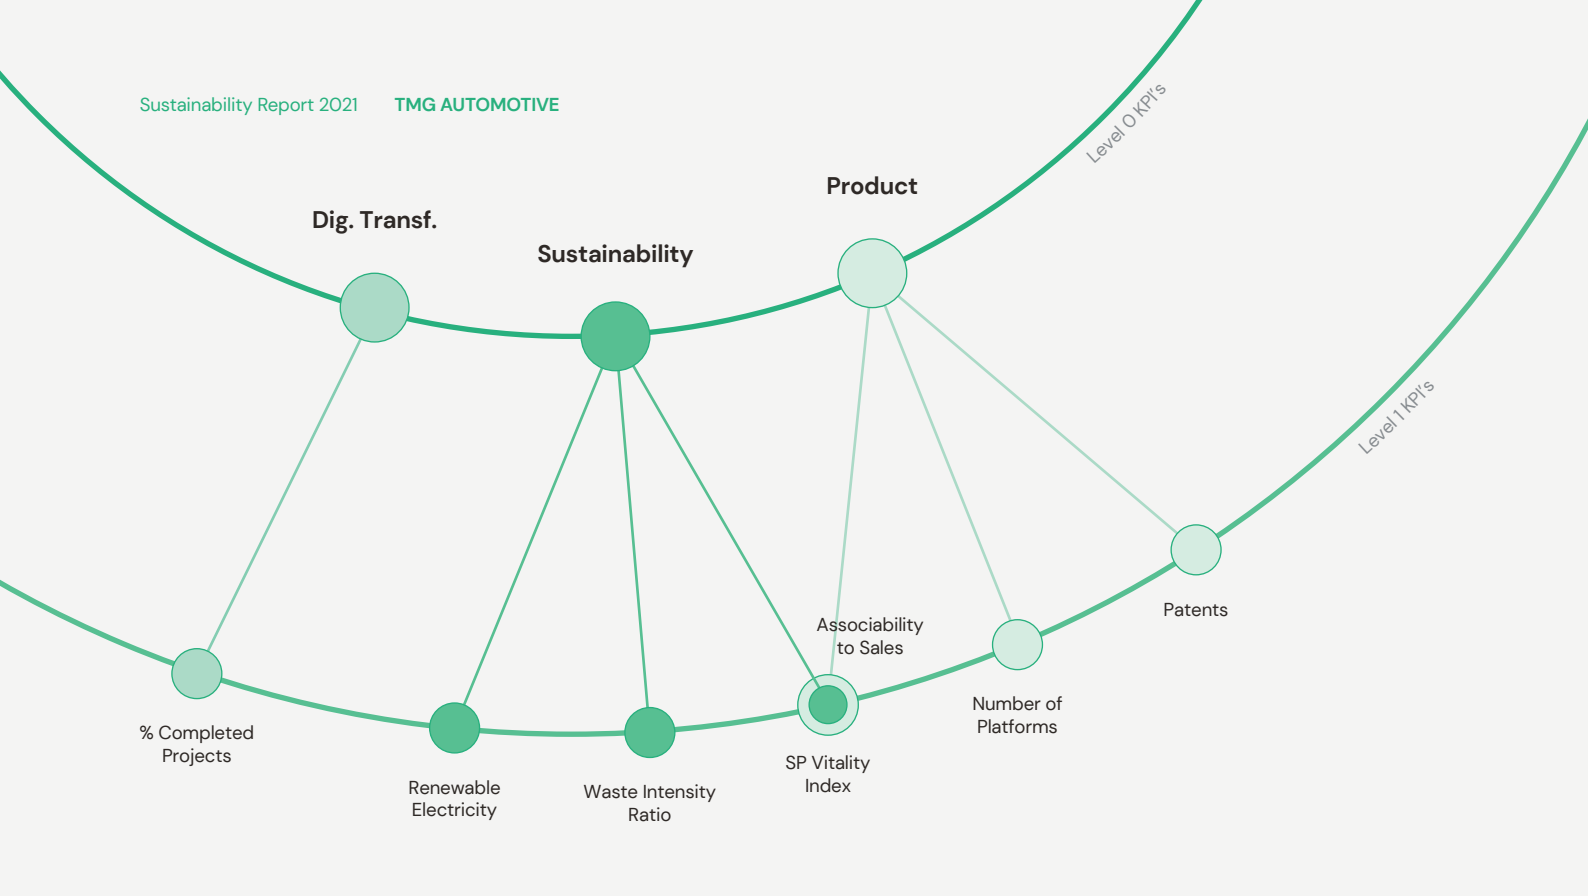 Sustainability Report 2021 TMG AUTOMOTIVE
Level 0 KPI's
Product
Dig. Transf.
Sustainability
Level 1 KPI's
Patents
Associability
to Sales
Number of
Platforms
% Completed
Projects
SP Vitality
Index
Renewable
Electricity
Waste Intensity
Ratio